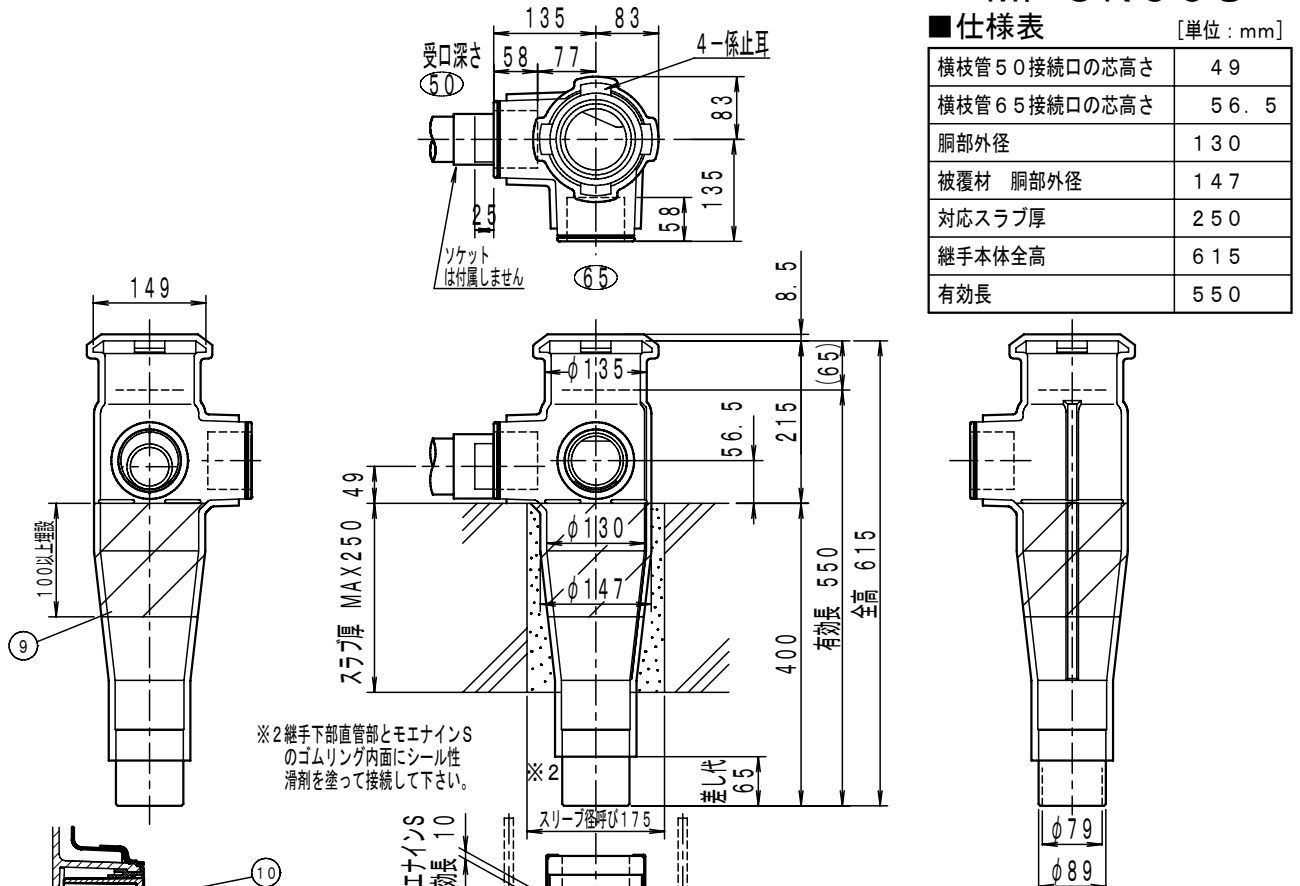 ■仕様表 [単位：mm]
横枝管５０接続口の芯高さ ４９
横枝管６５接続口の芯高さ ５６．５
胴部外径 １３０
被覆材　胴部外径 １４７
対応スラブ厚 ２５０
継手本体全高 ６１５
有効長 ５５０
135
83
受口深さ
50
58
77
4－係止耳
83
135
58
25
ソケット
は付属しません
65
149
8.5
φ135
(65)
215
56.5
49
100以上埋設
φ130
φ147
スラブ厚 MAX250
有効長 550
全高 615
400
9
※2継手下部直管部とモエナインS
のゴムリング内面にシール性
滑剤を塗って接続して下さい。
※2
差し代
65
スリーブ径呼び175
φ79
φ89
10
エナインS
効長 10